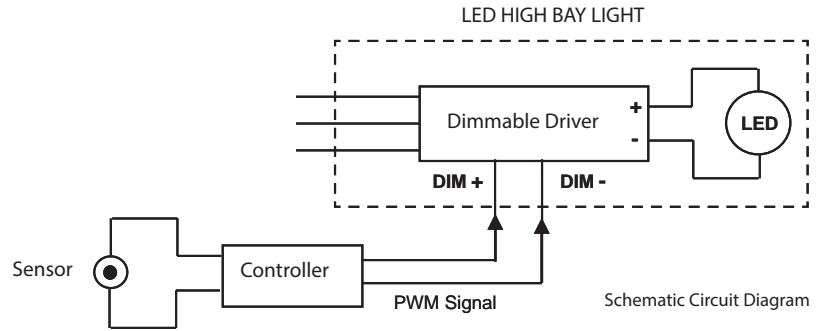 LED HIGH BAY LIGHT
Dimmable Driver
+
-
LED
DIM +
DIM -
Sensor
Controller
PWM Signal
Schematic Circuit Diagram